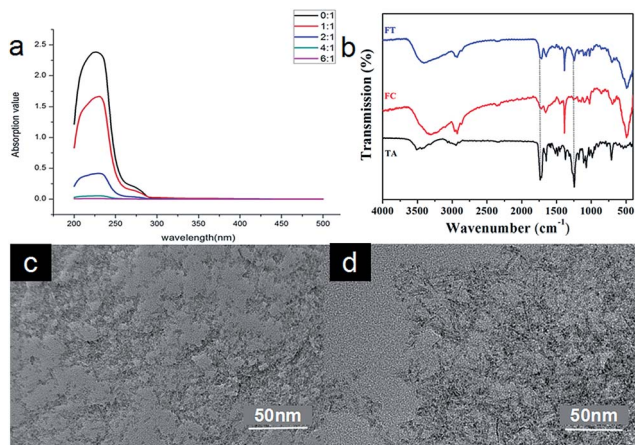 a
0:1
1:1
2:1
4:1
6:1
Absorption value
2.5
2.0
1.5
1.0
0.5
0.0
200
250
300
350
400
450
500
wavelength(nm)
b
FT
FC
TA
Transmission (%)
4000 3500 3000 2500 2000 1500 1000 500
Wavenumber (cm⁻¹)
c
50nm
d
50nm